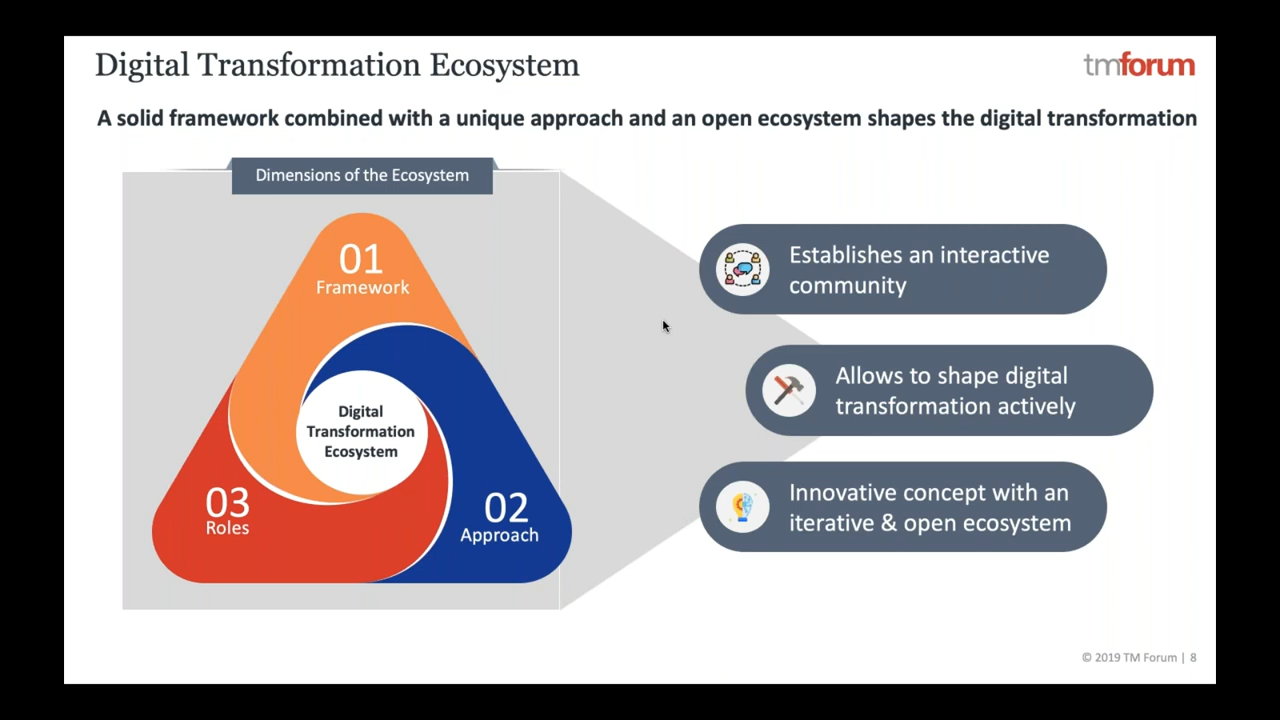 Digital Transformation Ecosystem
tmforum
A solid framework combined with a unique approach and an open ecosystem shapes the digital transformation
Dimensions of the Ecosystem
01
Framework
Digital
Transformation
Ecosystem
03
Roles
02
Approach
Establishes an interactive
community
Allows to shape digital
transformation actively
Innovative concept with an
iterative & open ecosystem
© 2019 TM Forum | 8